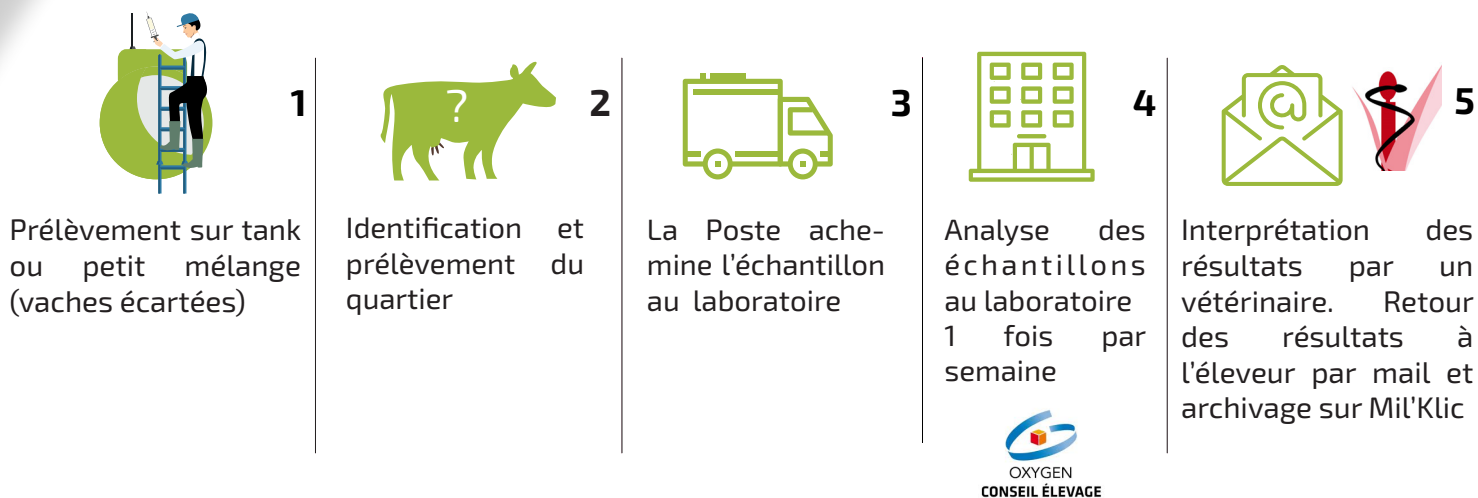 1
Prélèvement sur tank
ou petit mélange
(vaches écartées)
?
2
Identification et
prélèvement du
quartier
3
La Poste ache-
mine l'échantillon
au laboratoire
4
Analyse des
échantillons
au laboratoire
1 fois par
semaine
OXYGEN
CONSEIL ÉLEVAGE
@
5
Interprétation des
résultats par un
vétérinaire. Retour
des résultats à
l'éleveur par mail et
archivage sur Mil'Klic